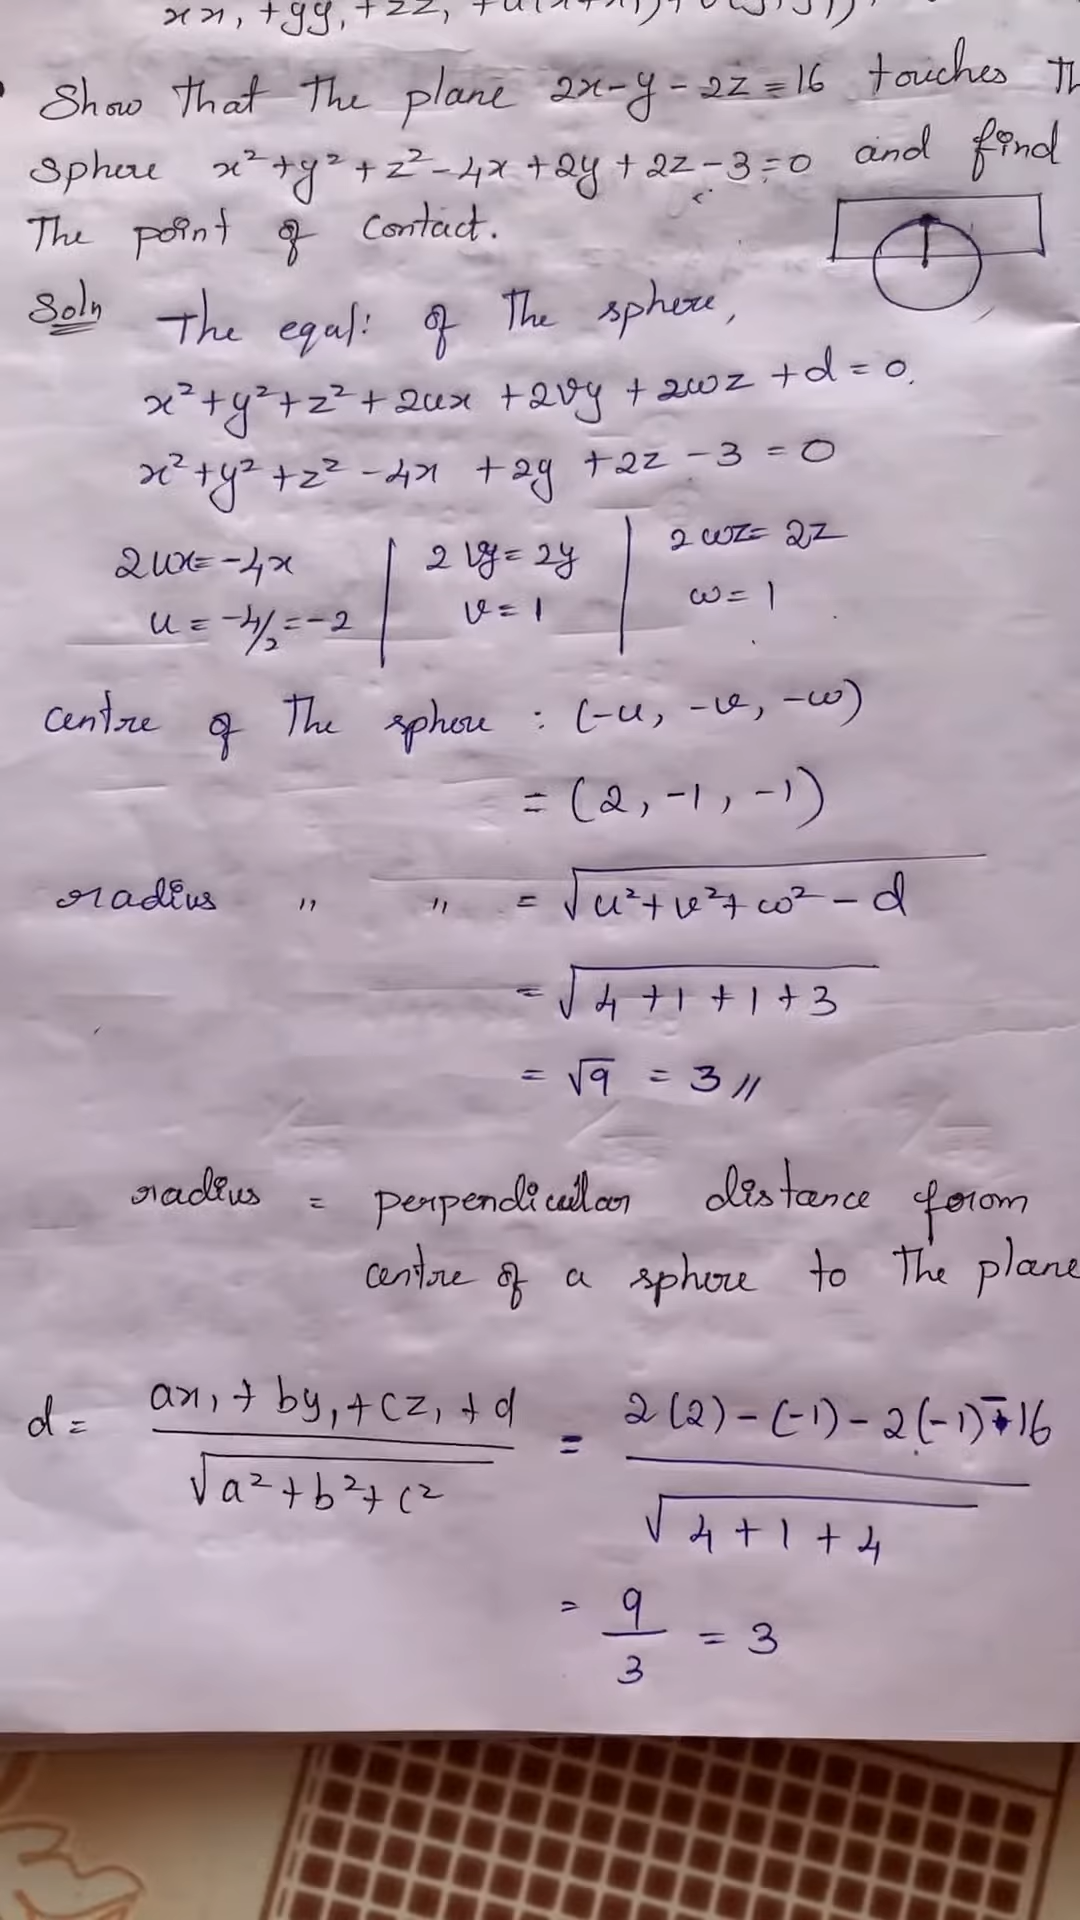 xx₁ + yy₁ + zz₁ +
Show that the plane 2x-y-2z=16 touches
sphere x²+y²+z²-4x+2y+2z-3=0 and find
The point of contact.
Soln The equa!: of the sphere,
x²+y²+z²+2ux+2vy+2wz+d=0.
x²+y²+z²-4x+2y+2z-3=0
2ux=-4x | 2vy=2y | 2wz=2z
u=-4/2=-2 | v=1 | w=1
centre of the sphere : (-u, -v, -w)
= (2, -1, -1)
radius " " = √u²+v²+w²-d
= √4+1+1+3
= √9 = 3//
radius = perpendicular distance from
centre of a sphere to the plane
d= ax₁+by₁+cz₁+d / √a²+b²+c² = 2(2)-(-1)-2(-1)-16 / √4+1+4
= 9/3 = 3